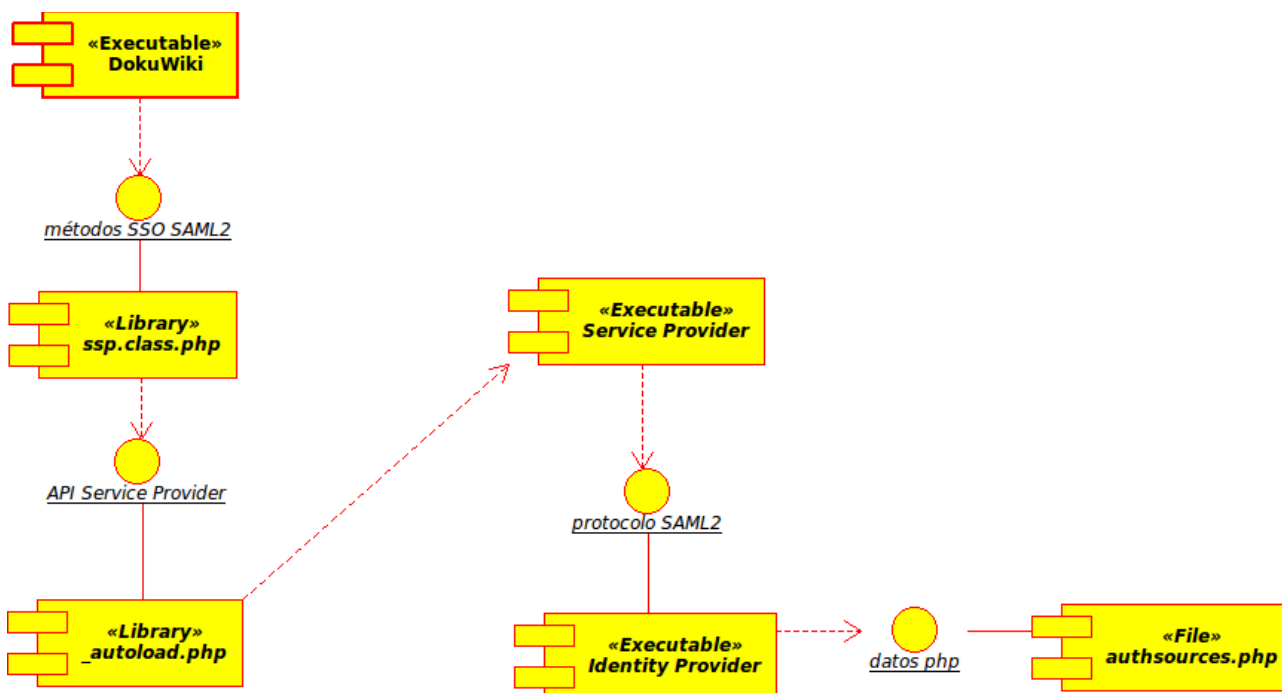 «Executable»
DokuWiki
métodos SSO SAML2
«Library»
ssp.class.php
API Service Provider
«Library»
_autoload.php
«Executable»
Service Provider
protocolo SAML2
«Executable»
Identity Provider
datos php
«File»
authsources.php